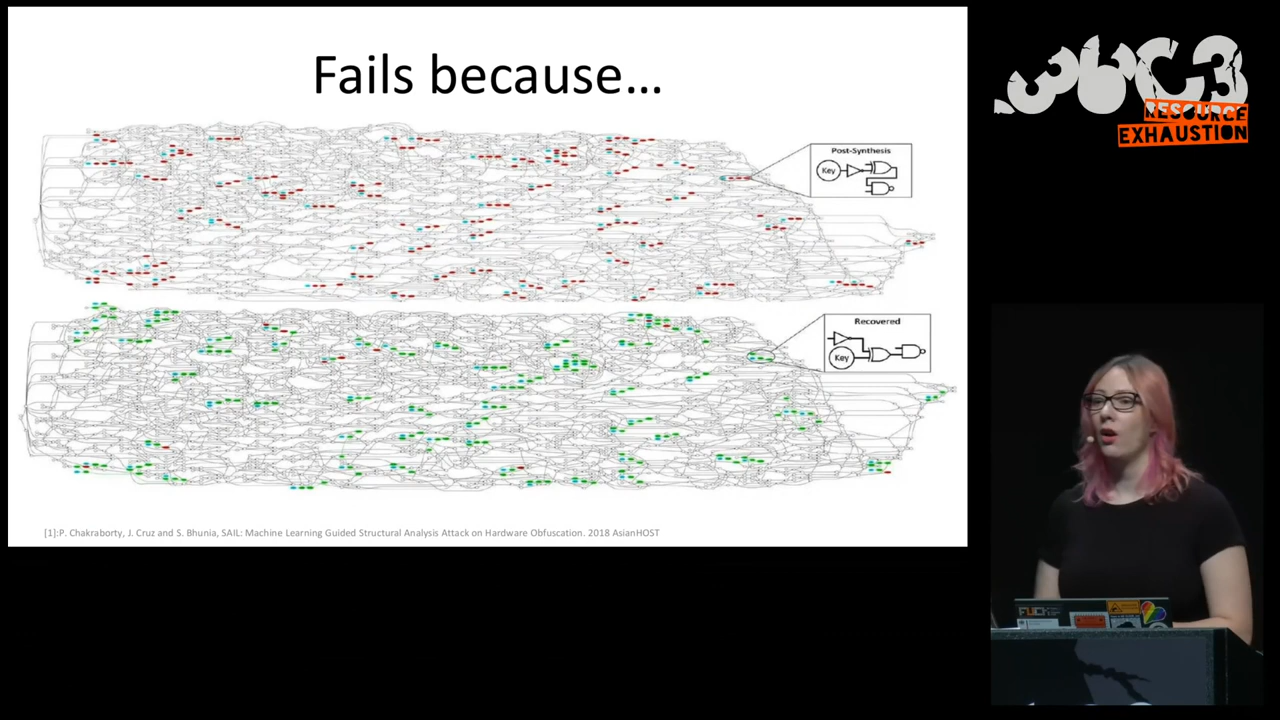 Fails because...
Post-Synthesis
Key
Recovered
Key
[1]:P. Chakraborty, J. Cruz and S. Bhunia, SAIL: Machine Learning Guided Structural Analysis Attack on Hardware Obfuscation. 2018 AsianHOST
36C3
RESOURCE
EXHAUSTION